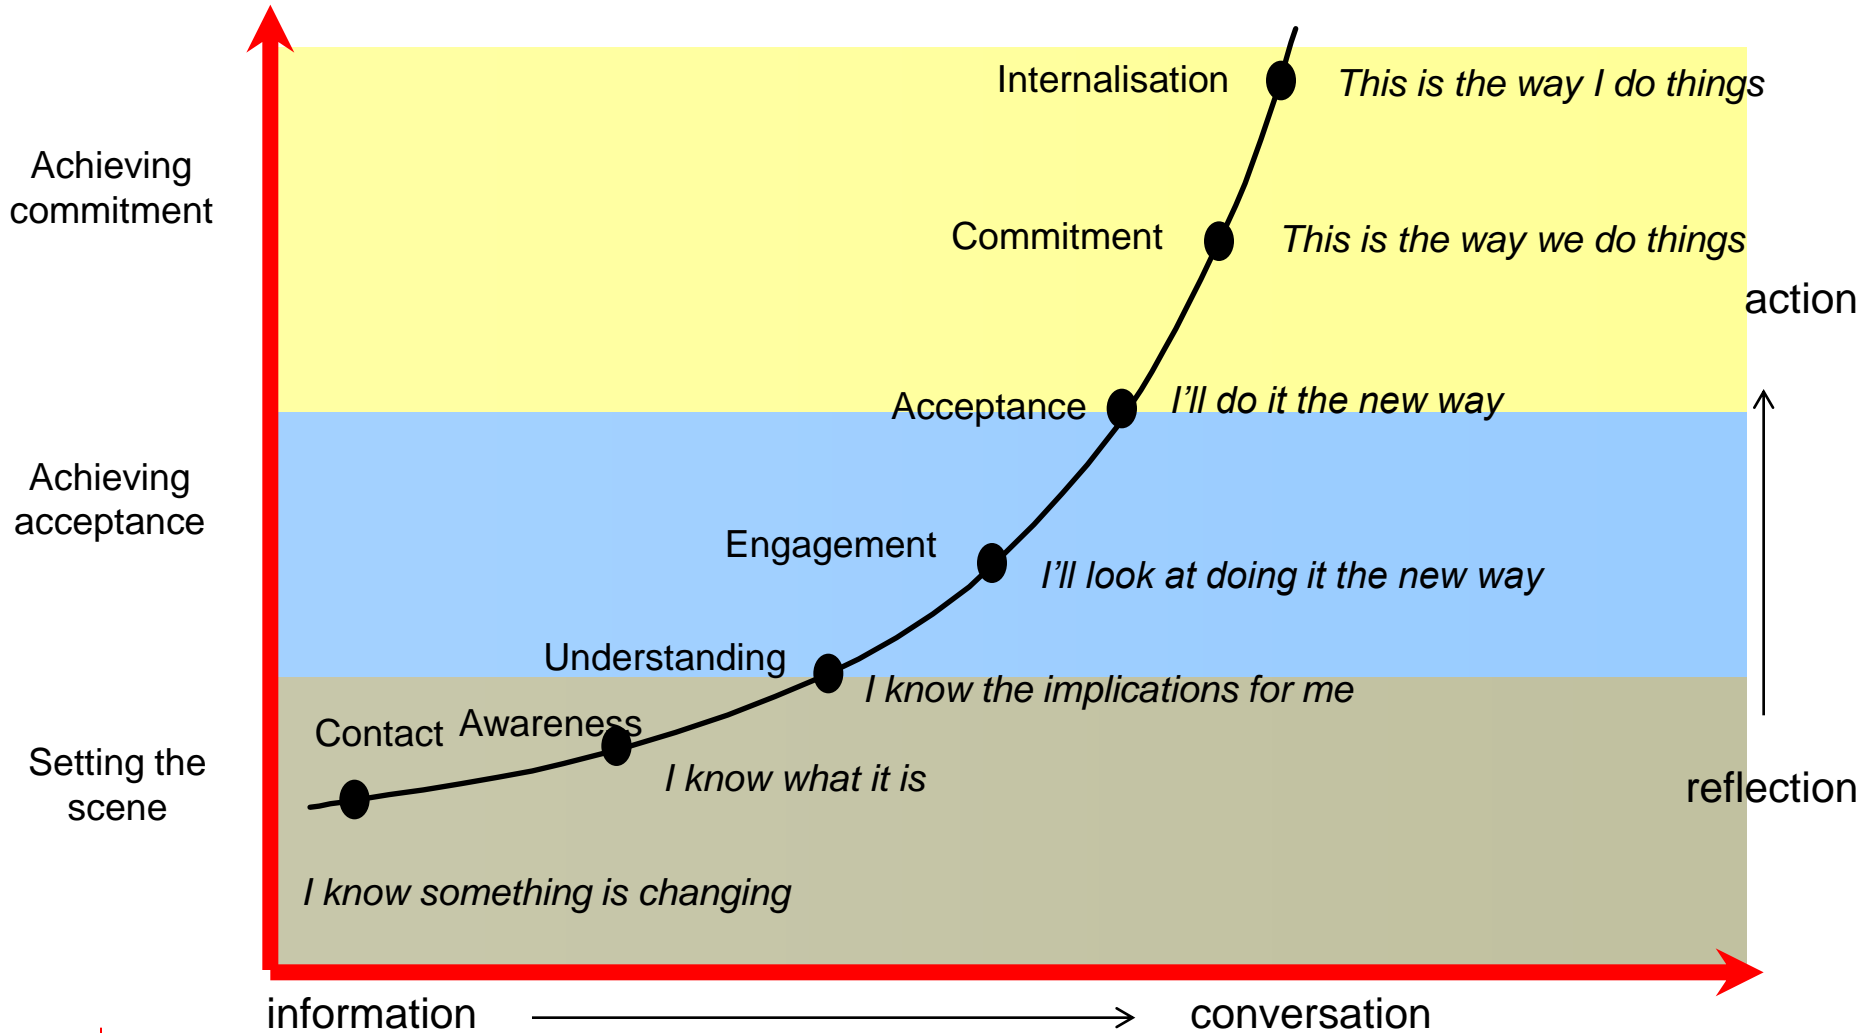 Internalisation
This is the way I do things
Achieving
commitment
Commitment
This is the way we do things
action
Acceptance
I'll do it the new way
Achieving
acceptance
Engagement
I'll look at doing it the new way
Understanding
I know the implications for me
Contact
Awareness
Setting the
scene
I know what it is
reflection
I know something is changing
information
conversation